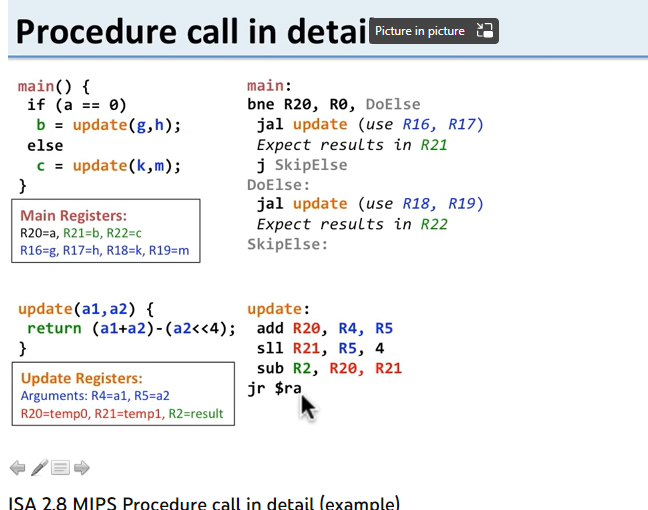 Procedure call in detai
Picture in picture
main() {
if (a == 0)
b = update(g,h);
else
c = update(k,m);
}
Main Registers:
R20=a, R21=b, R22=c
R16=g, R17=h, R18=k, R19=m
main:
bne R20, R0, DoElse
jal update (use R16, R17)
Expect results in R21
j SkipElse
DoElse:
jal update (use R18, R19)
Expect results in R22
SkipElse:
update(a1,a2) {
return (a1+a2)-(a2<<4);
}
Update Registers:
Arguments: R4=a1, R5=a2
R20=temp0, R21=temp1, R2=result
update:
add R20, R4, R5
sll R21, R5, 4
sub R2, R20, R21
jr $ra
ISA 2.8 MIPS Procedure call in detail (example)